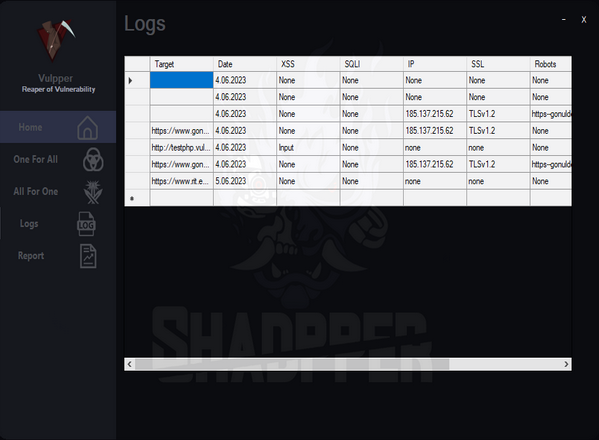 Logs
- X
Vulpper
Reaper of Vulnerability
Home
One For All
All For One
Logs
LOG
Report
Target Date XSS SQLI IP SSL Robots
4.06.2023 None None None None None
4.06.2023 None None None None None
4.06.2023 None None 185.137.215.62 TLSv1.2 https-gonulde
https://www.gon... 4.06.2023 None None 185.137.215.62 TLSv1.2 None
http://testphp.vul... 4.06.2023 Input None none none None
https://www.gon... 4.06.2023 None None 185.137.215.62 TLSv1.2 https-gonulde
https://www.rit.e... 5.06.2023 None None none none None
SHADPPER